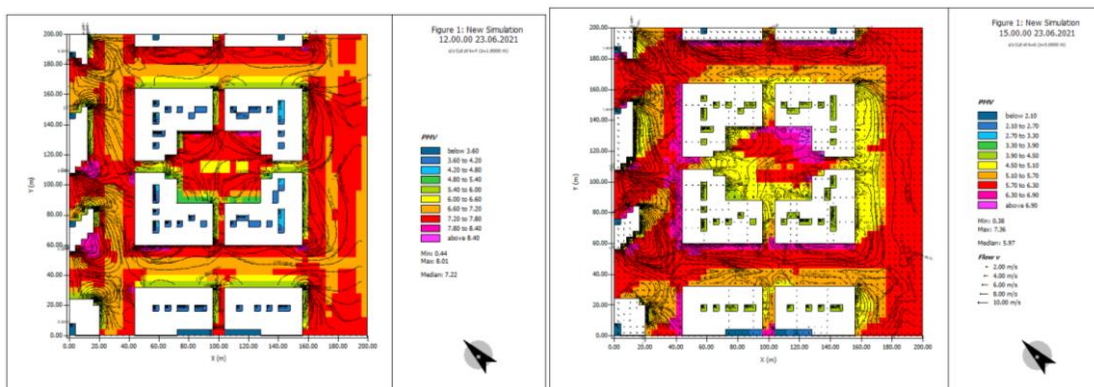 Figure 1: New Simulation
12.00.00 23.06.2021
200.00
180.00
160.00
140.00
120.00
100.00
80.00
60.00
40.00
20.00
0.00
Y (m)
0.00 20.00 40.00 60.00 80.00 100.00 120.00 140.00 160.00 180.00 200.00
X (m)
PMV
below 3.60
3.60 to 4.20
4.20 to 4.80
4.80 to 5.40
5.40 to 6.00
6.00 to 6.60
6.60 to 7.20
7.20 to 7.80
7.80 to 8.40
above 8.40
Min: 0.44
Max: 8.01
Median: 7.22
Figure 1: New Simulation
15.00.00 23.06.2021
200.00
180.00
160.00
140.00
120.00
100.00
80.00
60.00
40.00
20.00
0.00
Y (m)
0.00 20.00 40.00 60.00 80.00 100.00 120.00 140.00 160.00 180.00 200.00
X (m)
PMV
below 2.10
2.10 to 2.70
2.70 to 3.30
3.30 to 3.90
3.90 to 4.50
4.50 to 5.10
5.10 to 5.70
5.70 to 6.30
6.30 to 6.90
above 6.90
Min: 0.38
Max: 7.36
Median: 5.97
Flow v
2.00 m/s
4.00 m/s
6.00 m/s
8.00 m/s
10.00 m/s